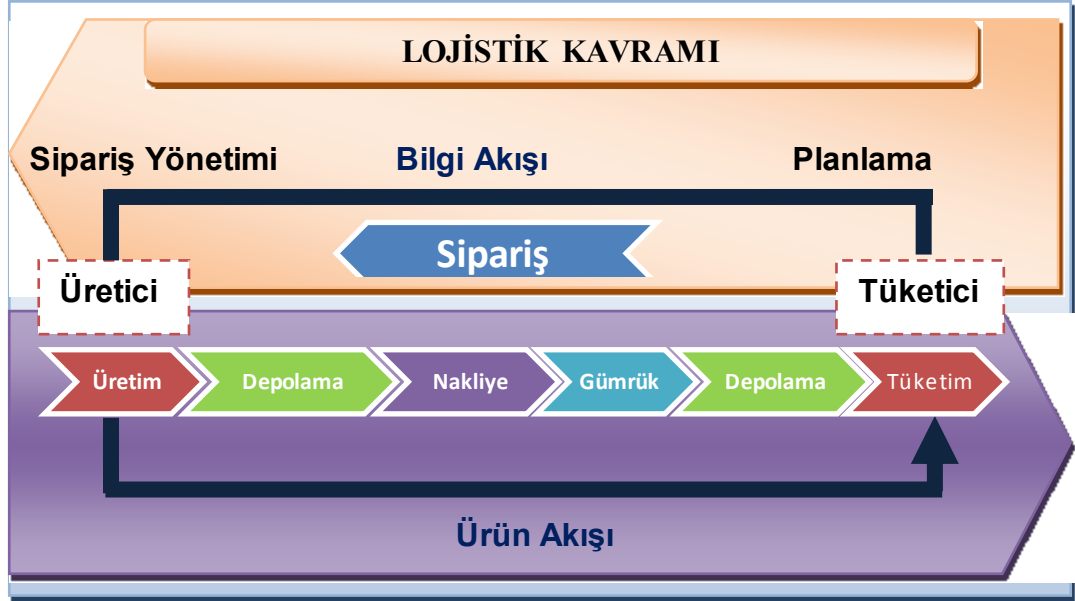 LOJİSTİK KAVRAMI
Sipariş Yönetimi Bilgi Akışı Planlama
Sipariş
Üretici Tüketici
Üretim Depolama Nakliye Gümrük Depolama Tüketim
Ürün Akışı